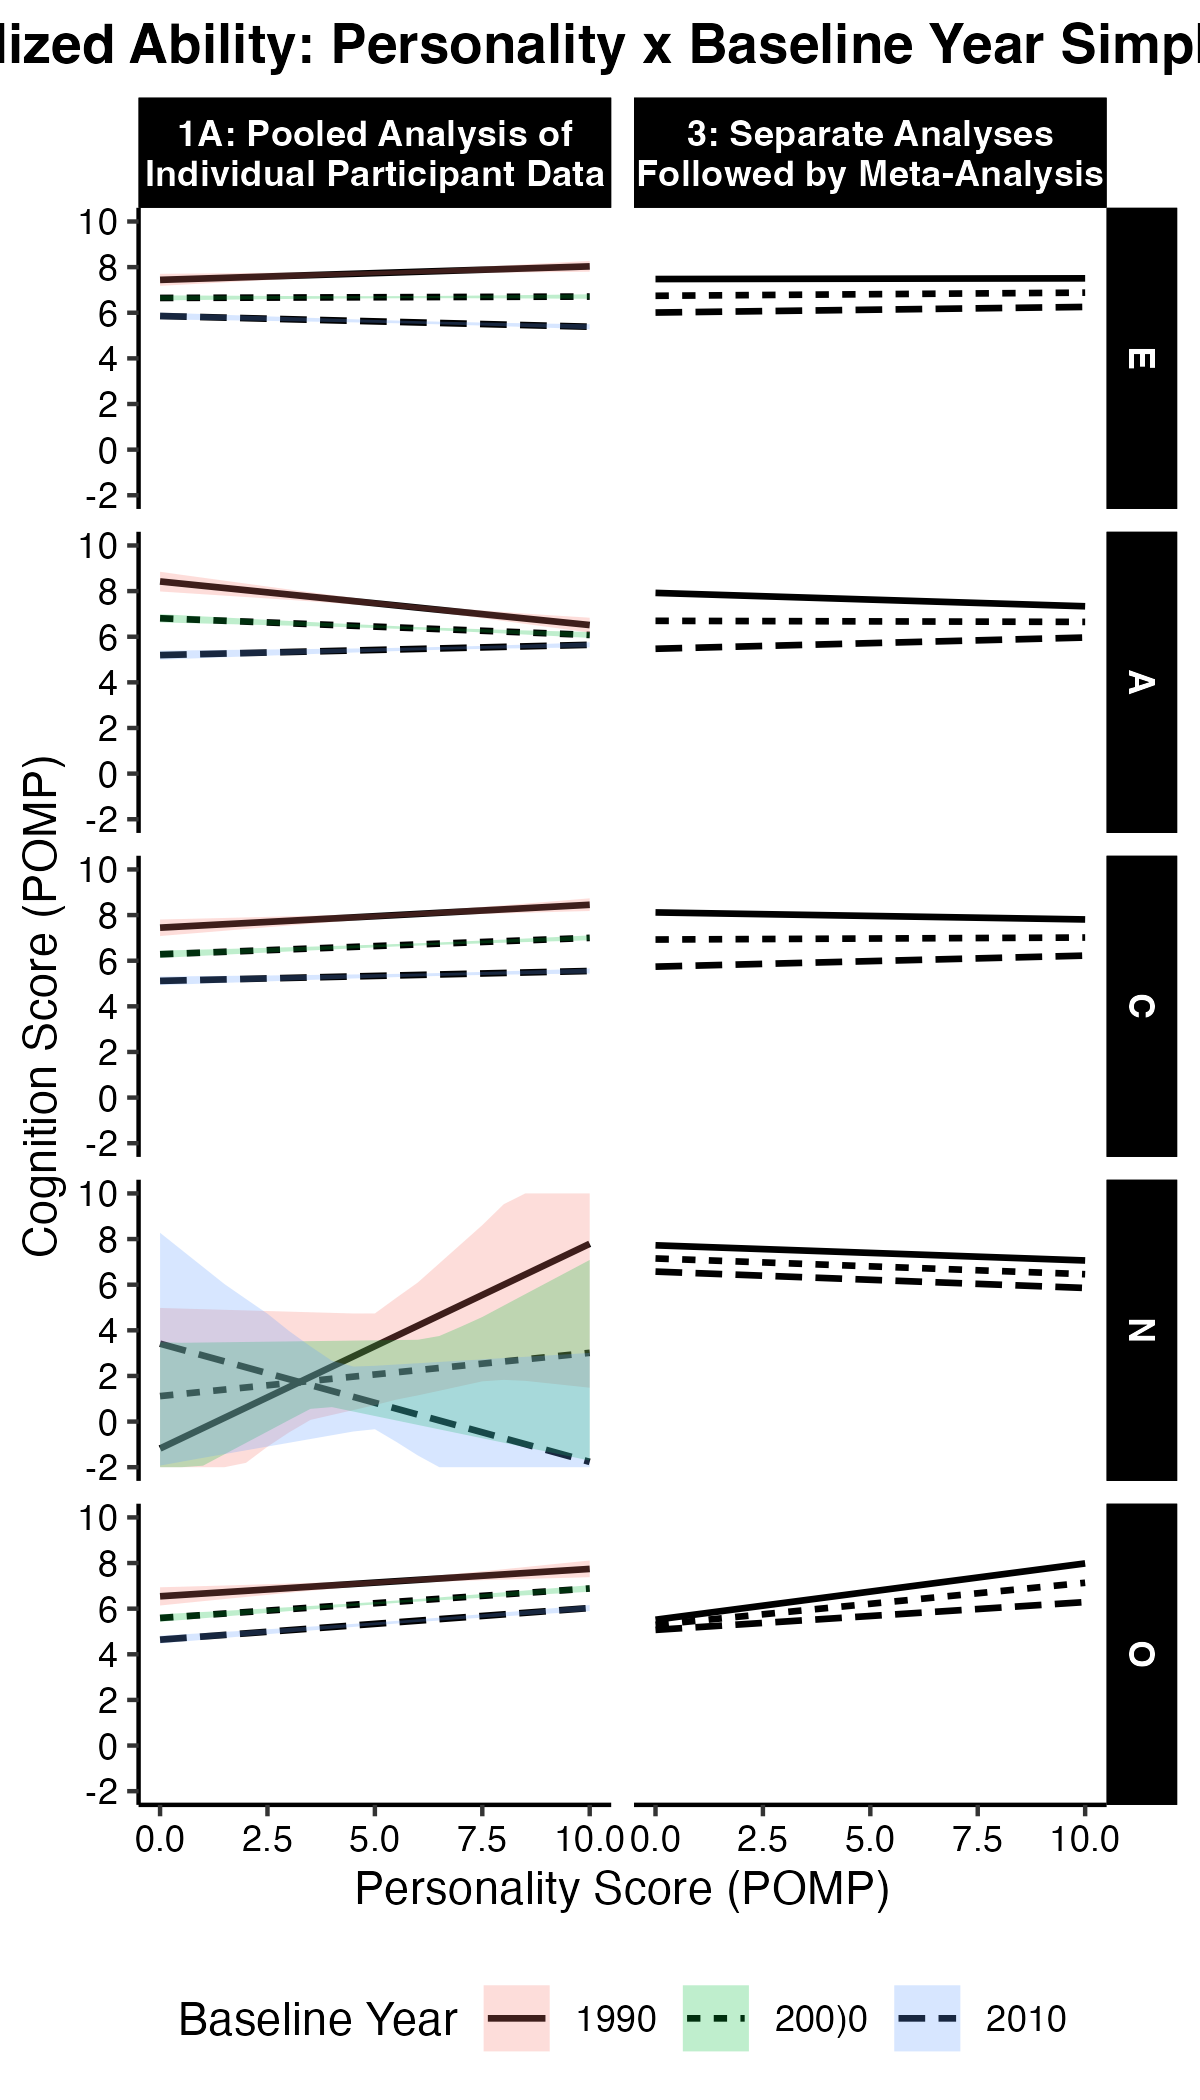 lized Ability: Personality x Baseline Year Simpl
1A: Pooled Analysis of
Individual Participant Data
3: Separate Analyses
Followed by Meta-Analysis
Cognition Score (POMP)
10
8
6
4
2
0
-2
E
10
8
6
4
2
0
-2
A
10
8
6
4
2
0
-2
C
10
8
6
4
2
0
-2
N
10
8
6
4
2
0
-2
O
0.0 2.5 5.0 7.5 10.0 0.0 2.5 5.0 7.5 10.0
Personality Score (POMP)
Baseline Year 1990 200)0 2010